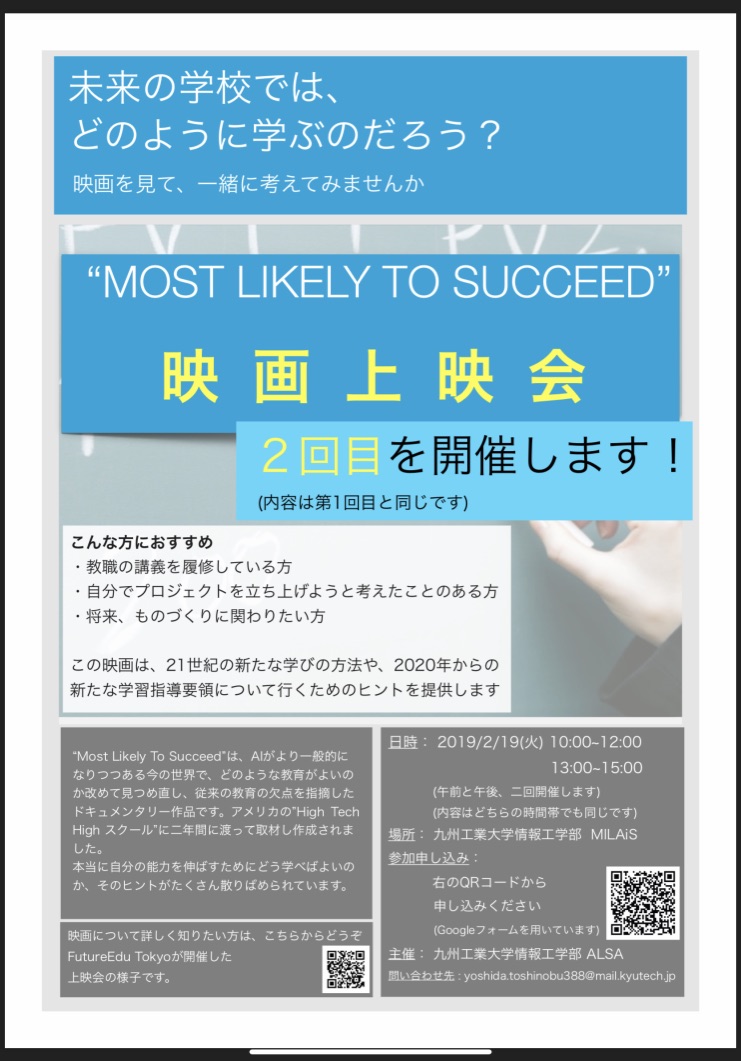 未来の学校では、
どのように学ぶのだろう？
映画を見て、一緒に考えてみませんか
“MOST LIKELY TO SUCCEED”
映画上映会
２回目を開催します！
(内容は第1回目と同じです)
こんな方におすすめ
・教職の講義を履修している方
・自分でプロジェクトを立ち上げようと考えたことのある方
・将来、ものづくりに関わりたい方
この映画は、21世紀の新たな学びの方法や、2020年からの
新たな学習指導要領について行くためのヒントを提供します
“Most Likely To Succeed”は、AIがより一般的に
なりつつある今の世界で、どのような教育がよいの
か改めて見つめ直し、従来の教育の欠点を指摘した
ドキュメンタリー作品です。アメリカの”High Tech
High スクール”に二年間に渡って取材し作成されま
した。
本当に自分の能力を伸ばすためにどう学べばよいの
か、そのヒントがたくさん散りばめられています。
映画について詳しく知りたい方は、こちらからどうぞ
FutureEdu Tokyoが開催した
上映会の様子です。
日時： 2019/2/19(火) 10:00~12:00
13:00~15:00
(午前と午後、二回開催します)
(内容はどちらの時間帯でも同じです)
場所： 九州工業大学情報工学部 MILAiS
参加申し込み：
右のQRコードから
申し込みください
(Googleフォームを用いています)
主催： 九州工業大学情報工学部 ALSA
問い合わせ先 : yoshida.toshinobu388@mail.kyutech.jp